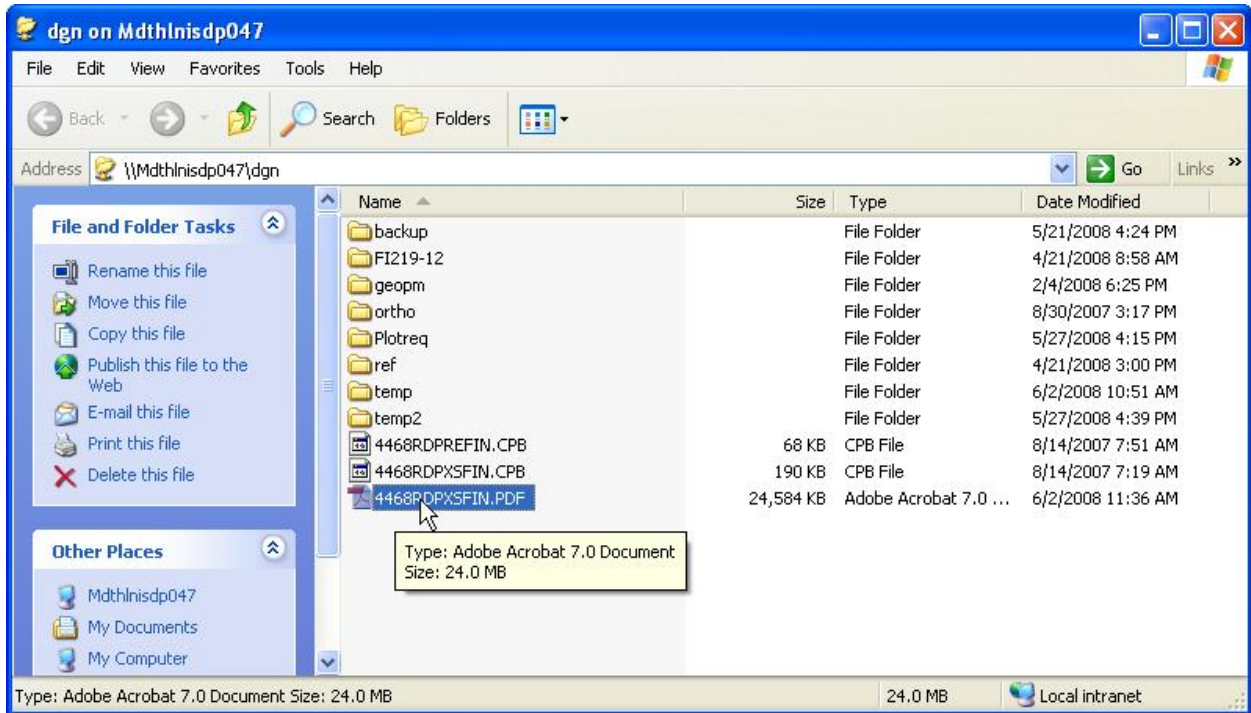 dgn on Mdthlnisdp047
File Edit View Favorites Tools Help
Back Search Folders
Address \\Mdthlnisdp047\dgn Go Links »
Name Size Type Date Modified
File and Folder Tasks
Rename this file
Move this file
Copy this file
Publish this file to the
Web
E-mail this file
Print this file
Delete this file
Other Places
Mdthlnisdp047
My Documents
My Computer
backup File Folder 5/21/2008 4:24 PM
FI219-12 File Folder 4/21/2008 8:58 AM
geopm File Folder 2/4/2008 6:25 PM
ortho File Folder 8/30/2007 3:17 PM
Plotreq File Folder 5/27/2008 4:15 PM
ref File Folder 4/21/2008 3:00 PM
temp File Folder 6/2/2008 10:51 AM
temp2 File Folder 5/27/2008 4:39 PM
4468RDPREFIN.CPB 68 KB CPB File 8/14/2007 7:51 AM
4468RDPXSFIN.CPB 190 KB CPB File 8/14/2007 7:19 AM
4468RDPXSFIN.PDF 24,584 KB Adobe Acrobat 7.0 ... 6/2/2008 11:36 AM
Type: Adobe Acrobat 7.0 Document
Size: 24.0 MB
Type: Adobe Acrobat 7.0 Document Size: 24.0 MB 24.0 MB Local intranet